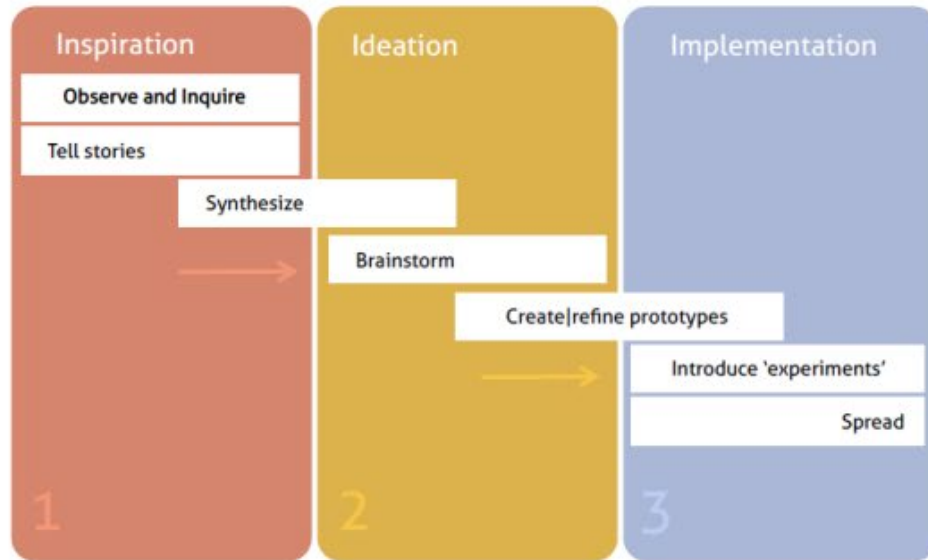 Inspiration
Ideation
Implementation
Observe and Inquire
Tell stories
Synthesize
Brainstorm
Create|refine prototypes
Introduce ‘experiments’
Spread
1
2
3